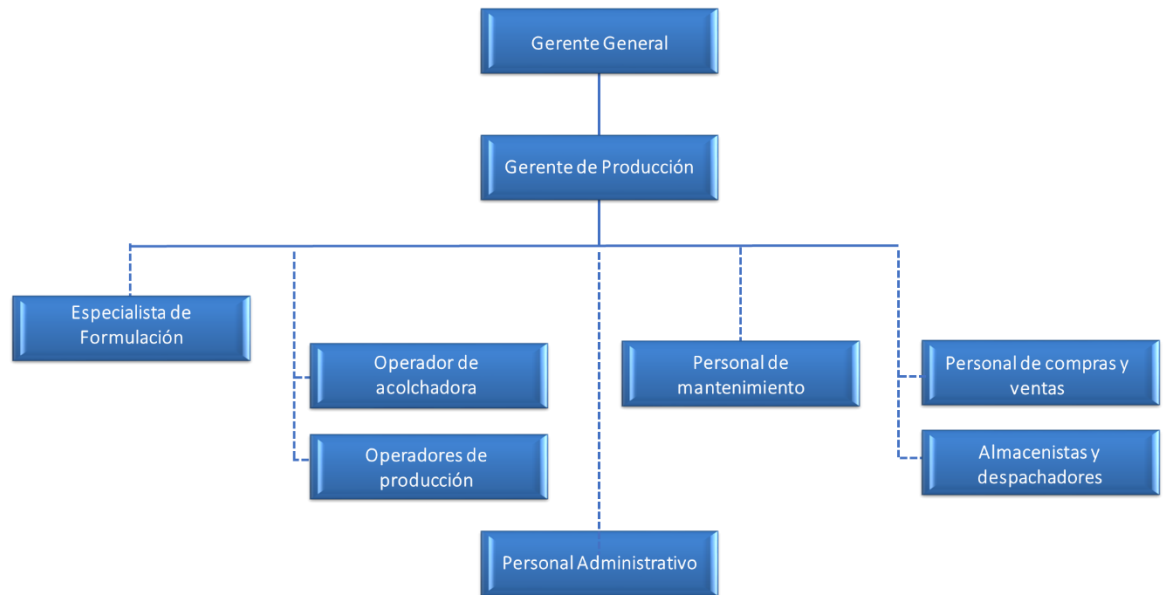 Gerente General
Gerente de Producción
Especialista de
Formulación
Operador de
acolchadora
Personal de
mantenimiento
Personal de compras y
ventas
Operadores de
producción
Almacenistas y
despachadores
Personal Administrativo